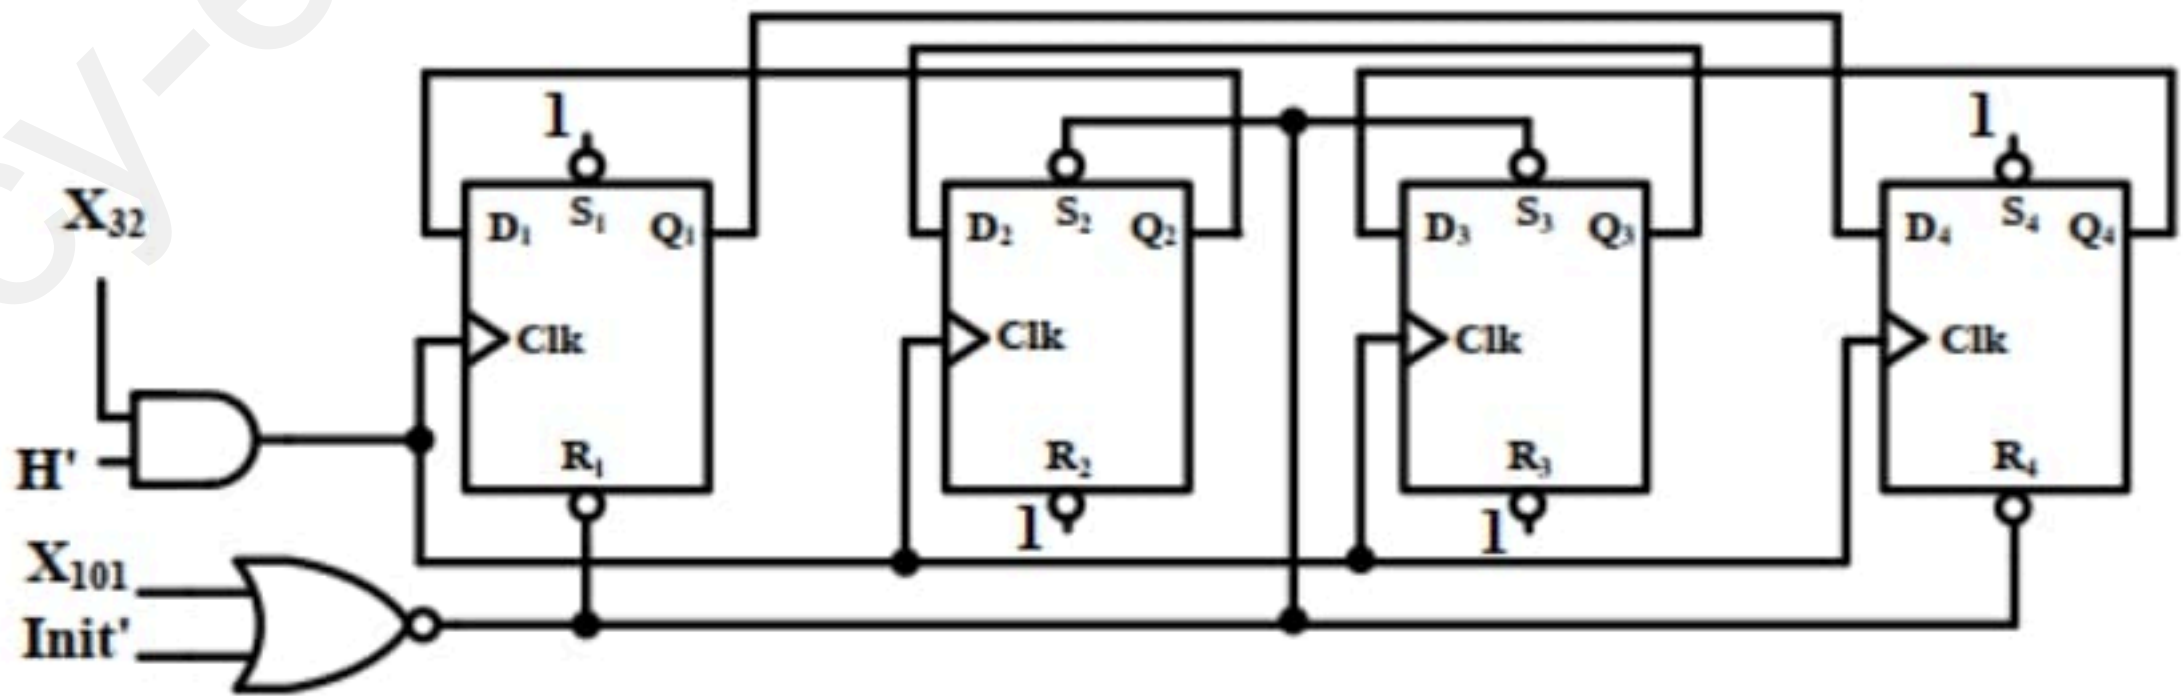 1
1
X₃₂
D₁ S₁ Q₁
D₂ S₂ Q₂
D₃ S₃ Q₃
D₄ S₄ Q₄
Clk
Clk
Clk
Clk
H'
R₁
R₂
R₃
R₄
1
1
X₁₀₁
Init'